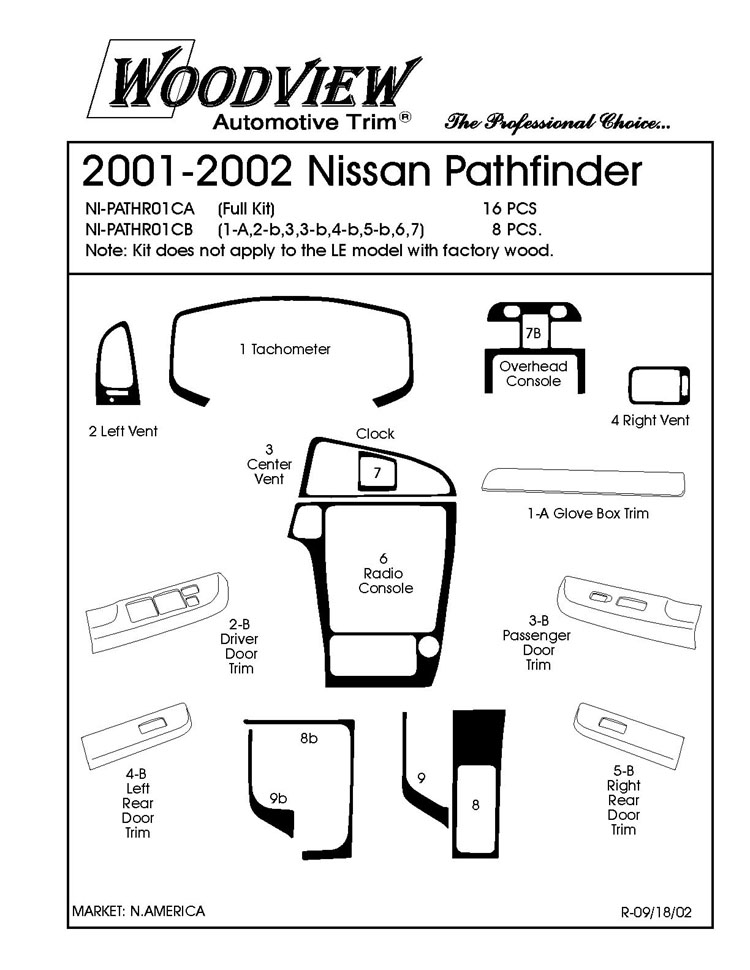 WOODVIEW
Automotive Trim®
The Professional Choice...
2001-2002 Nissan Pathfinder
NI-PATHR01CA (Full Kit) 16 PCS
NI-PATHR01CB (1-A,2-b,3,3-b,4-b,5-b,6,7) 8 PCS.
Note: Kit does not apply to the LE model with factory wood.
1 Tachometer
7B
Overhead
Console
2 Left Vent
4 Right Vent
Clock
3
Center
Vent
7
1-A Glove Box Trim
6
Radio
Console
2-B
Driver
Door
Trim
3-B
Passenger
Door
Trim
4-B
Left
Rear
Door
Trim
8b
9b
9
8
5-B
Right
Rear
Door
Trim
MARKET: N.AMERICA
R-09/18/02